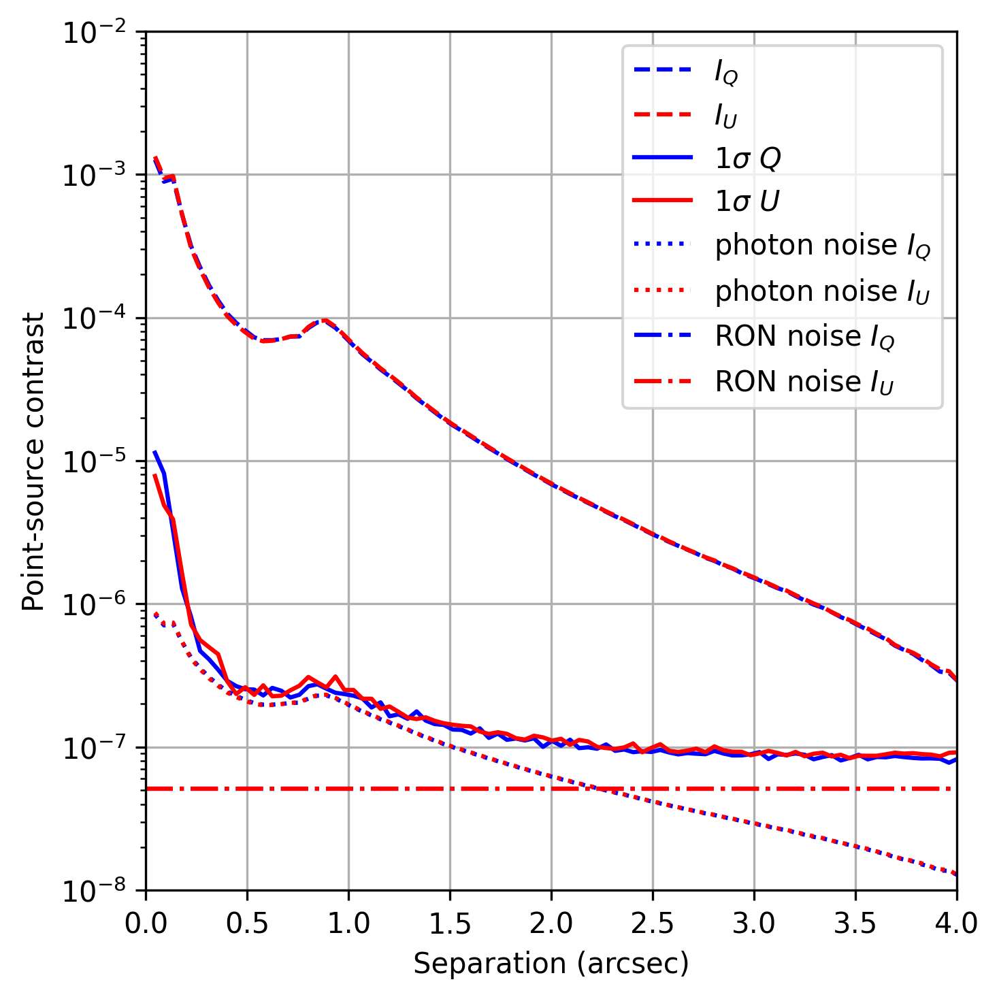 10⁻²
10⁻³
10⁻⁴
10⁻⁵
10⁻⁶
10⁻⁷
10⁻⁸
Point-source contrast
I_Q
I_U
1σ Q
1σ U
photon noise I_Q
photon noise I_U
RON noise I_Q
RON noise I_U
0.0 0.5 1.0 1.5 2.0 2.5 3.0 3.5 4.0
Separation (arcsec)